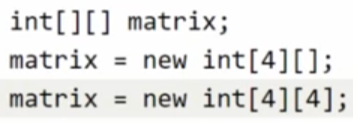 int[][] matrix;
matrix = new int[4][];
matrix = new int[4][4];